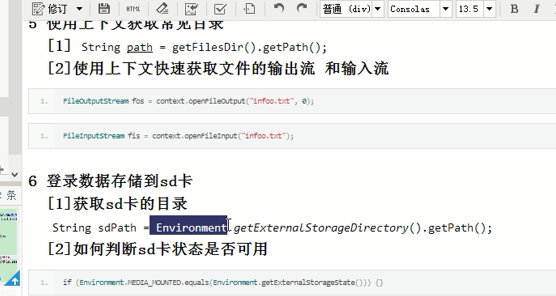 修订
HTML
普通 (div)
Consolas
13.5
B
I
5 使用上下文获取常见目录
[1] String path = getFilesDir().getPath();
[2]使用上下文快速获取文件的输出流 和输入流
1. FileOutputStream fos = context.openFileOutput("infoo.txt", 0);
1. FileInputStream fis = context.openFileInput("infoo.txt");
条
6 登录数据存储到sd卡
[1]获取sd卡的目录
String sdPath = Environment.getExternalStorageDirectory().getPath();
[2]如何判断sd卡状态是否可用
1. if (Environment.MEDIA_MOUNTED.equals(Environment.getExternalStorageState())) {}